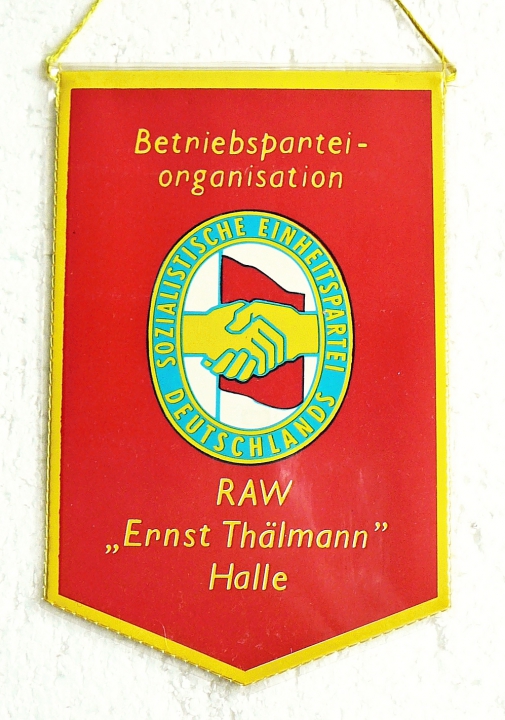 Betriebspartei-
organisation
SOZIALISTISCHE EINHEITSPARTEI
DEUTSCHLANDS
RAW
„Ernst Thälmann”
Halle